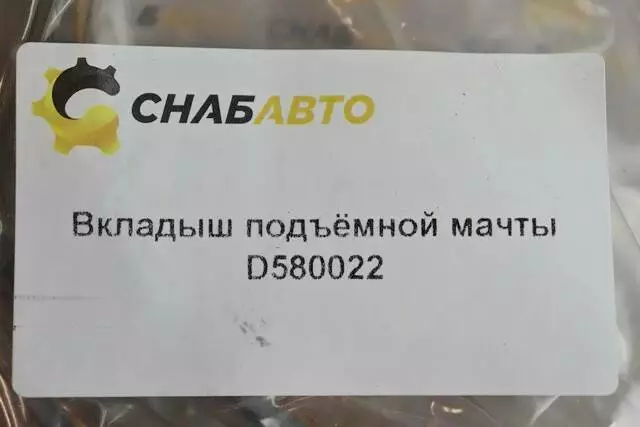 СНАБАВТО
Вкладыш подъёмной мачты
D580022